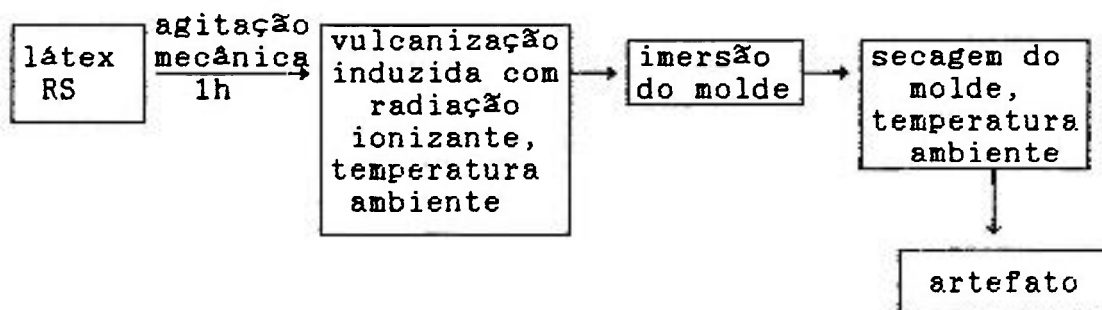 látex
RS
agitação
mecânica
1h
vulcanização
induzida com
radiação
ionizante,
temperatura
ambiente
imersão
do molde
secagem do
molde,
temperatura
ambiente
artefato